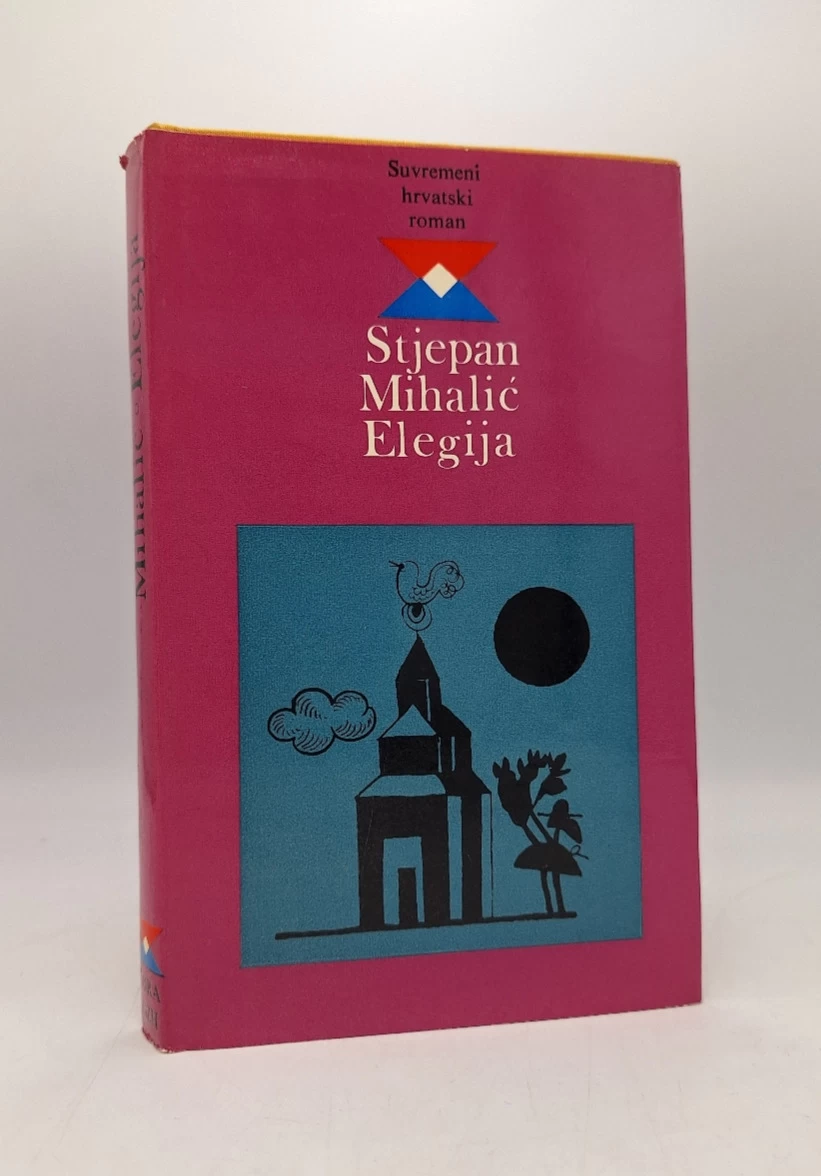 Suvremeni
hrvatski
roman
Stjepan
Mihalić
Elegija
Mihalić · Elegija